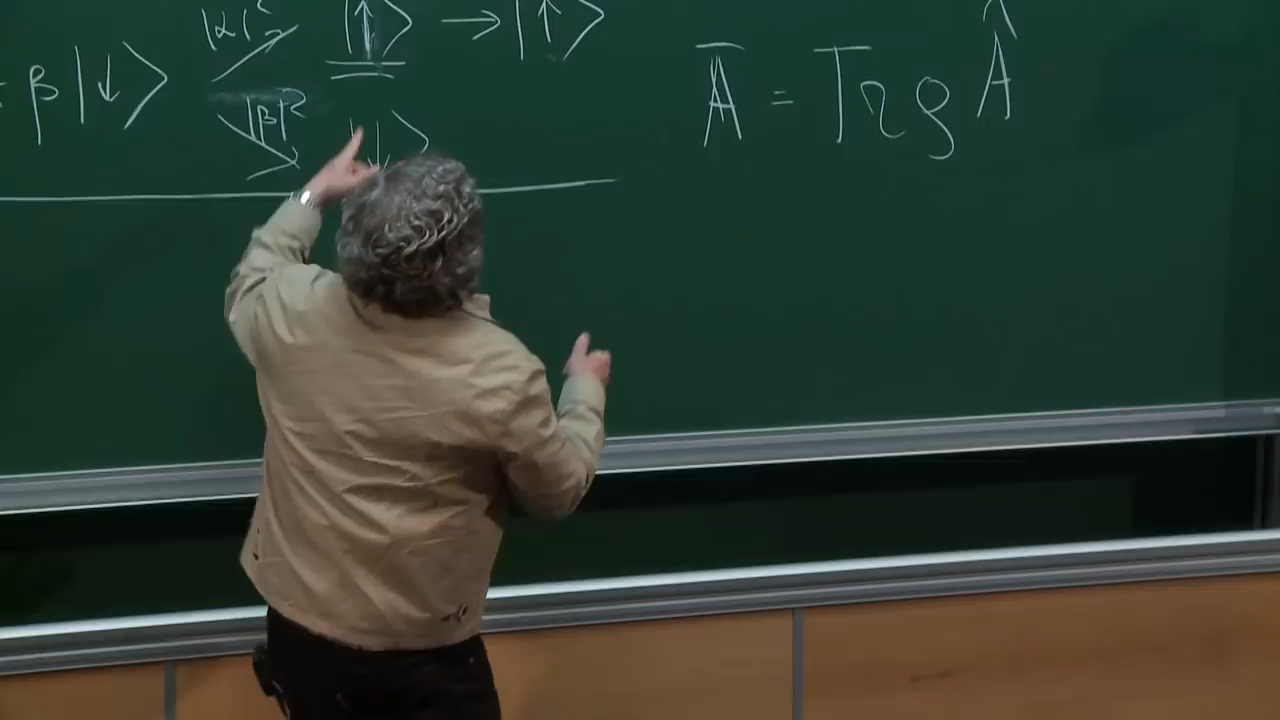 |α|² |↑⟩ → |↑⟩
β|↓⟩ |β|² |↓⟩
Ā = Tr ρ Â